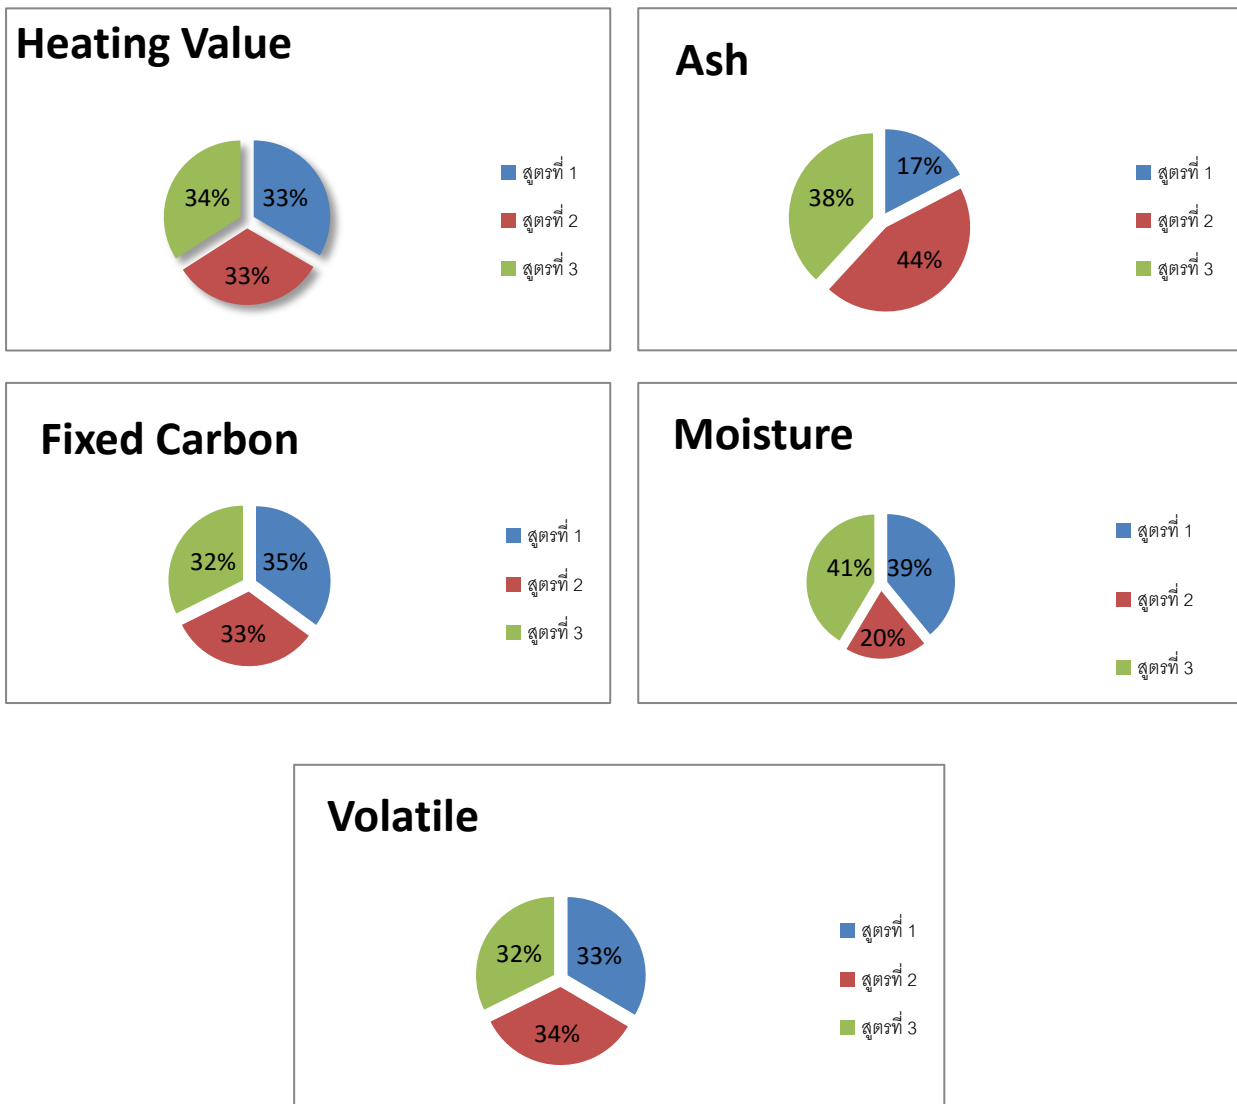 Heating Value
34%
33%
33%
สูตรที่ 1
สูตรที่ 2
สูตรที่ 3
Ash
17%
38%
44%
สูตรที่ 1
สูตรที่ 2
สูตรที่ 3
Fixed Carbon
32%
35%
33%
สูตรที่ 1
สูตรที่ 2
สูตรที่ 3
Moisture
41%
39%
20%
สูตรที่ 1
สูตรที่ 2
สูตรที่ 3
Volatile
32%
33%
34%
สูตรที่ 1
สูตรที่ 2
สูตรที่ 3